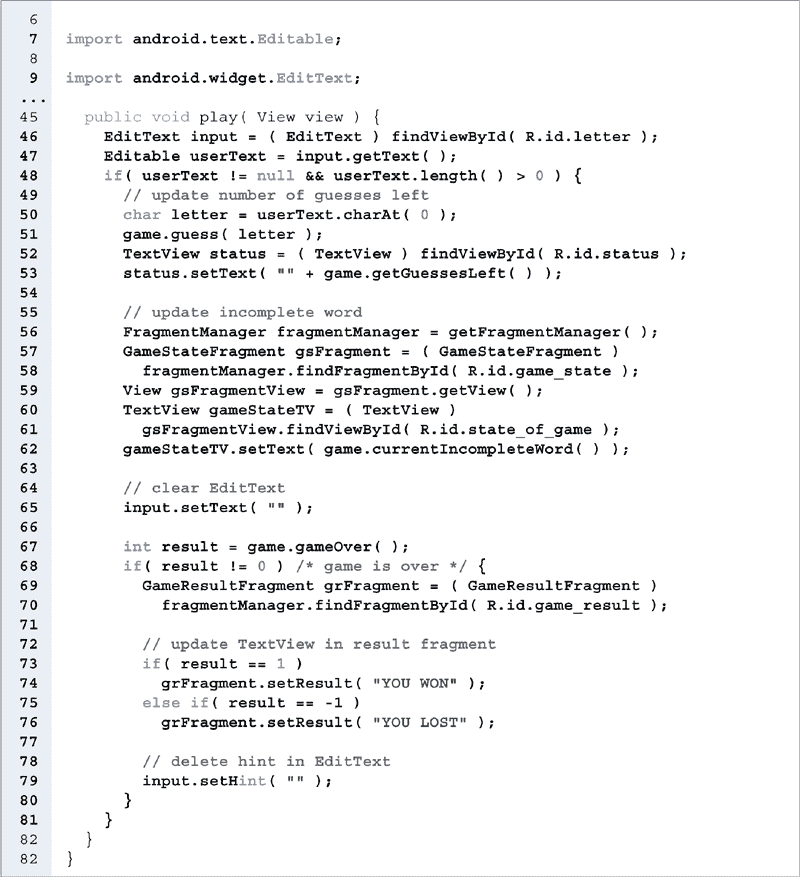 6
7 import android.text.Editable;
8
9 import android.widget.EditText;
...
45 public void play( View view ) {
46 EditText input = ( EditText ) findViewById( R.id.letter );
47 Editable userText = input.getText( );
48 if( userText != null && userText.length( ) > 0 ) {
49 // update number of guesses left
50 char letter = userText.charAt( 0 );
51 game.guess( letter );
52 TextView status = ( TextView ) findViewById( R.id.status );
53 status.setText( "" + game.getGuessesLeft( ) );
54
55 // update incomplete word
56 FragmentManager fragmentManager = getFragmentManager( );
57 GameStateFragment gsFragment = ( GameStateFragment )
58 fragmentManager.findFragmentById( R.id.game_state );
59 View gsFragmentView = gsFragment.getView( );
60 TextView gameStateTV = ( TextView )
61 gsFragmentView.findViewById( R.id.state_of_game );
62 gameStateTV.setText( game.currentIncompleteWord( ) );
63
64 // clear EditText
65 input.setText( "" );
66
67 int result = game.gameOver( );
68 if( result != 0 ) /* game is over */ {
69 GameResultFragment grFragment = ( GameResultFragment )
70 fragmentManager.findFragmentById( R.id.game_result );
71
72 // update TextView in result fragment
73 if( result == 1 )
74 grFragment.setResult( "YOU WON" );
75 else if( result == -1 )
76 grFragment.setResult( "YOU LOST" );
77
78 // delete hint in EditText
79 input.setHint( "" );
80 }
81 }
82 }
82 }